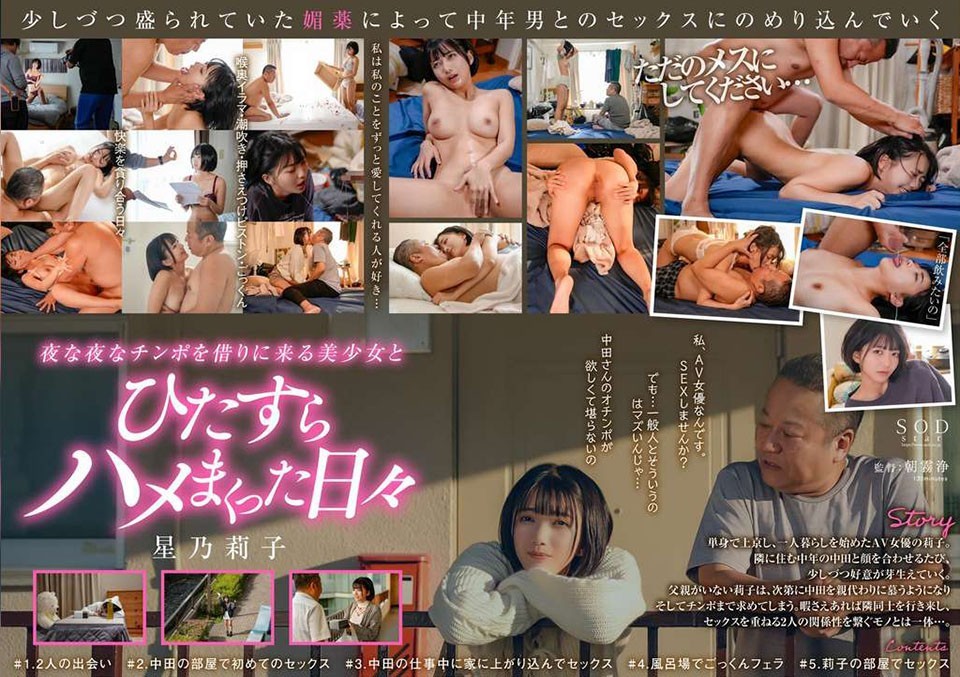 少しづつ盛られていた媚薬によって中年男とのセックスにのめり込んでいく
喉奥イラマ・潮吹き・押さえつけピストン・ごっくん
快楽を貪り合う日々
私は私のことをずっと愛してくれる人が好き…
ただのメスに
してください…
「全部飲みたいの」
夜な夜なチンポを借りに来る美少女と
ひたすら
ハメまくった日々
星乃莉子
私、AV女優なんです。
SEXしませんか?
でも…一般人とそういうの
はマズいんじゃ…
中田さんのオチンポが
欲しくて堪らないの
SOD
star
監督:朝霧浄
120minutes
Story
単身で上京し、一人暮らしを始めたAV女優の莉子。
隣に住む中年の中田と顔を合わせるたび、
少しづつ好意が芽生えていく。
父親がいない莉子は、次第に中田を親代わりに慕うようになり
そしてチンポまで求めてしまう。暇さえあれば隣同士を行き来し、
セックスを重ねる2人の関係性を繋ぐモノとは一体…。
Contents
#1.2人の出会い #2.中田の部屋で初めてのセックス #3.中田の仕事中に家に上がり込んでセックス #4.風呂場でごっくんフェラ #5.莉子の部屋でセックス